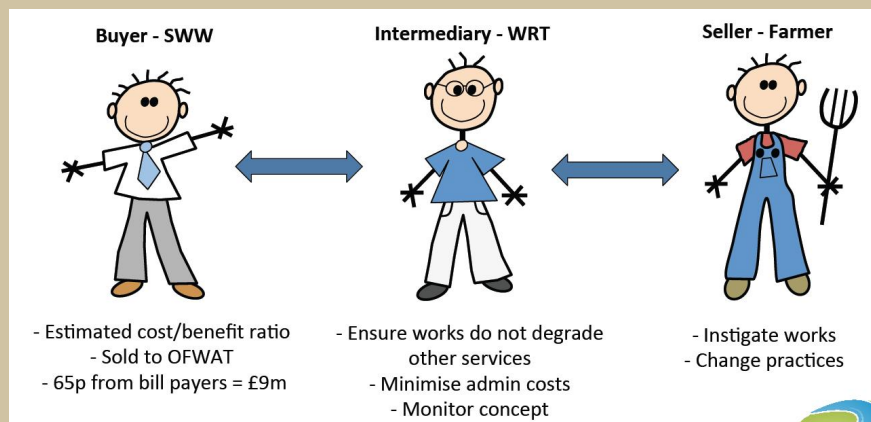 Buyer - SWW
Intermediary - WRT
Seller - Farmer
- Estimated cost/benefit ratio
- Sold to OFWAT
- 65p from bill payers = £9m
- Ensure works do not degrade
other services
- Minimise admin costs
- Monitor concept
- Instigate works
- Change practices